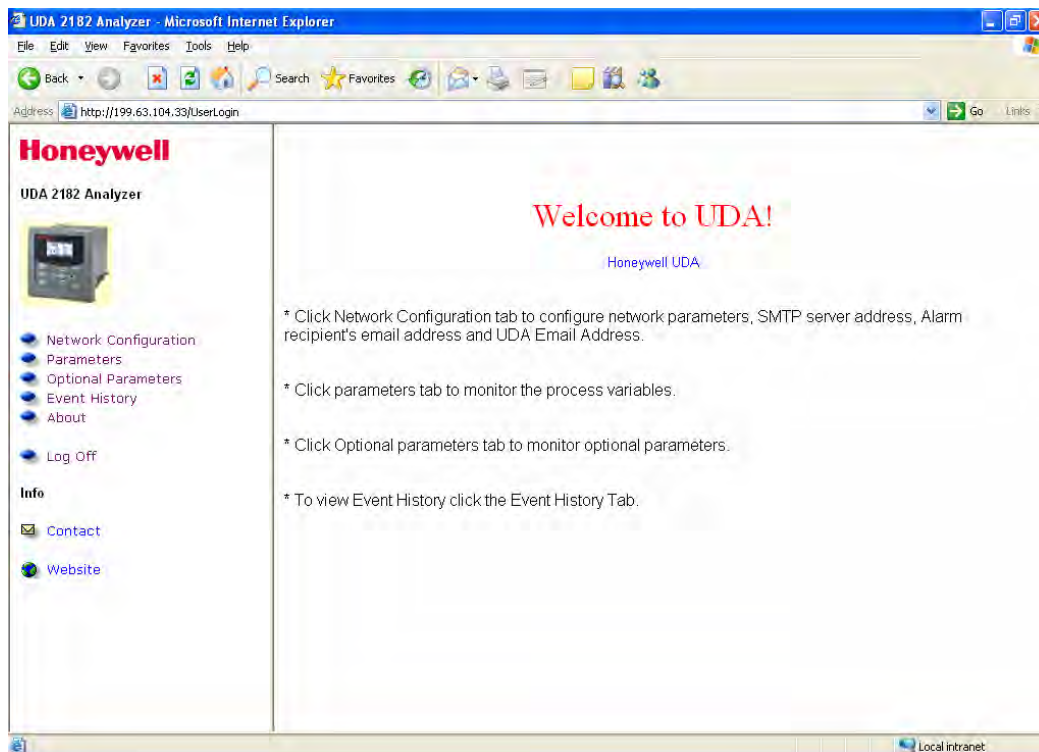 UDA 2182 Analyzer - Microsoft Internet Explorer
File Edit View Favorites Tools Help
Back Search Favorites
Address http://199.63.104.33/UserLogin Go Links
Honeywell
UDA 2182 Analyzer
Network Configuration
Parameters
Optional Parameters
Event History
About
Log Off
Info
Contact
Website
Welcome to UDA!
Honeywell UDA
* Click Network Configuration tab to configure network parameters, SMTP server address, Alarm
recipient's email address and UDA Email Address.
* Click parameters tab to monitor the process variables.
* Click Optional parameters tab to monitor optional parameters.
* To view Event History click the Event History Tab.
Local intranet